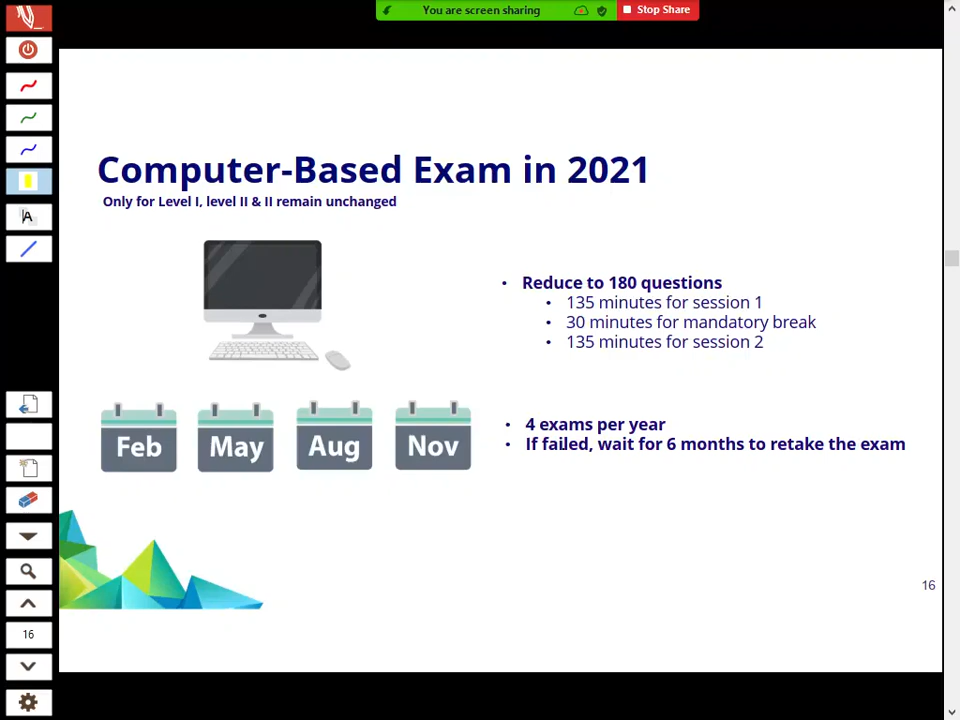 You are screen sharing
Stop Share
A
Computer-Based Exam in 2021
Only for Level I, level II & II remain unchanged
• Reduce to 180 questions
• 135 minutes for session 1
• 30 minutes for mandatory break
• 135 minutes for session 2
Feb May Aug Nov
• 4 exams per year
• If failed, wait for 6 months to retake the exam
16
16